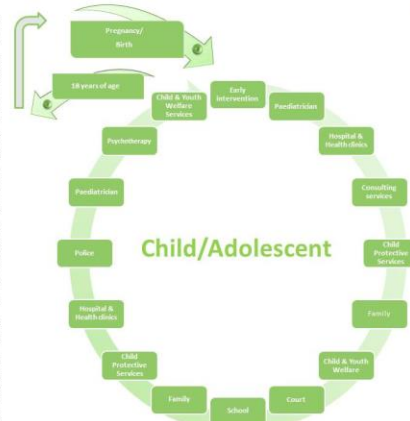 Pregnancy/
Birth
18 years of age
Early
Intervention
Paediatrician
Hospital &
Health clinics
Consulting
services
Child
Protective
Services
Family
Child & Youth
Welfare
Court
School
Family
Child
Protective
Services
Hospital &
Health clinics
Police
Paediatrician
Psychotherapy
Child & Youth
Welfare
Services
Child/Adolescent